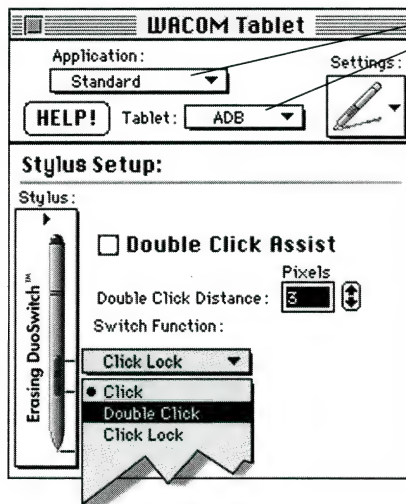 WACOM Tablet
Application:
Standard
Settings:
HELP!
Tablet:
ADB
Stylus Setup:
Stylus:
Erasing DuoSwitch™
Double Click Assist
Pixels
Double Click Distance:
3
Switch Function:
Click Lock
Click
Double Click
Click Lock